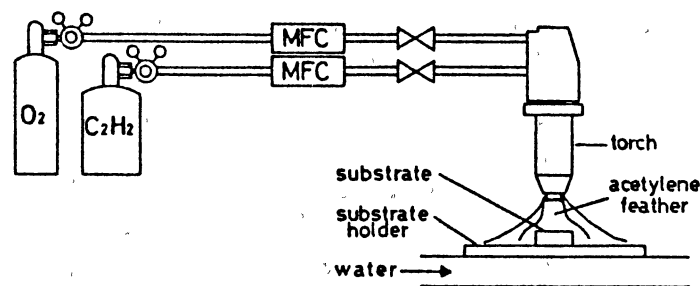 MFC
MFC
O2
C2H2
torch
substrate
acetylene
feather
substrate
holder
water